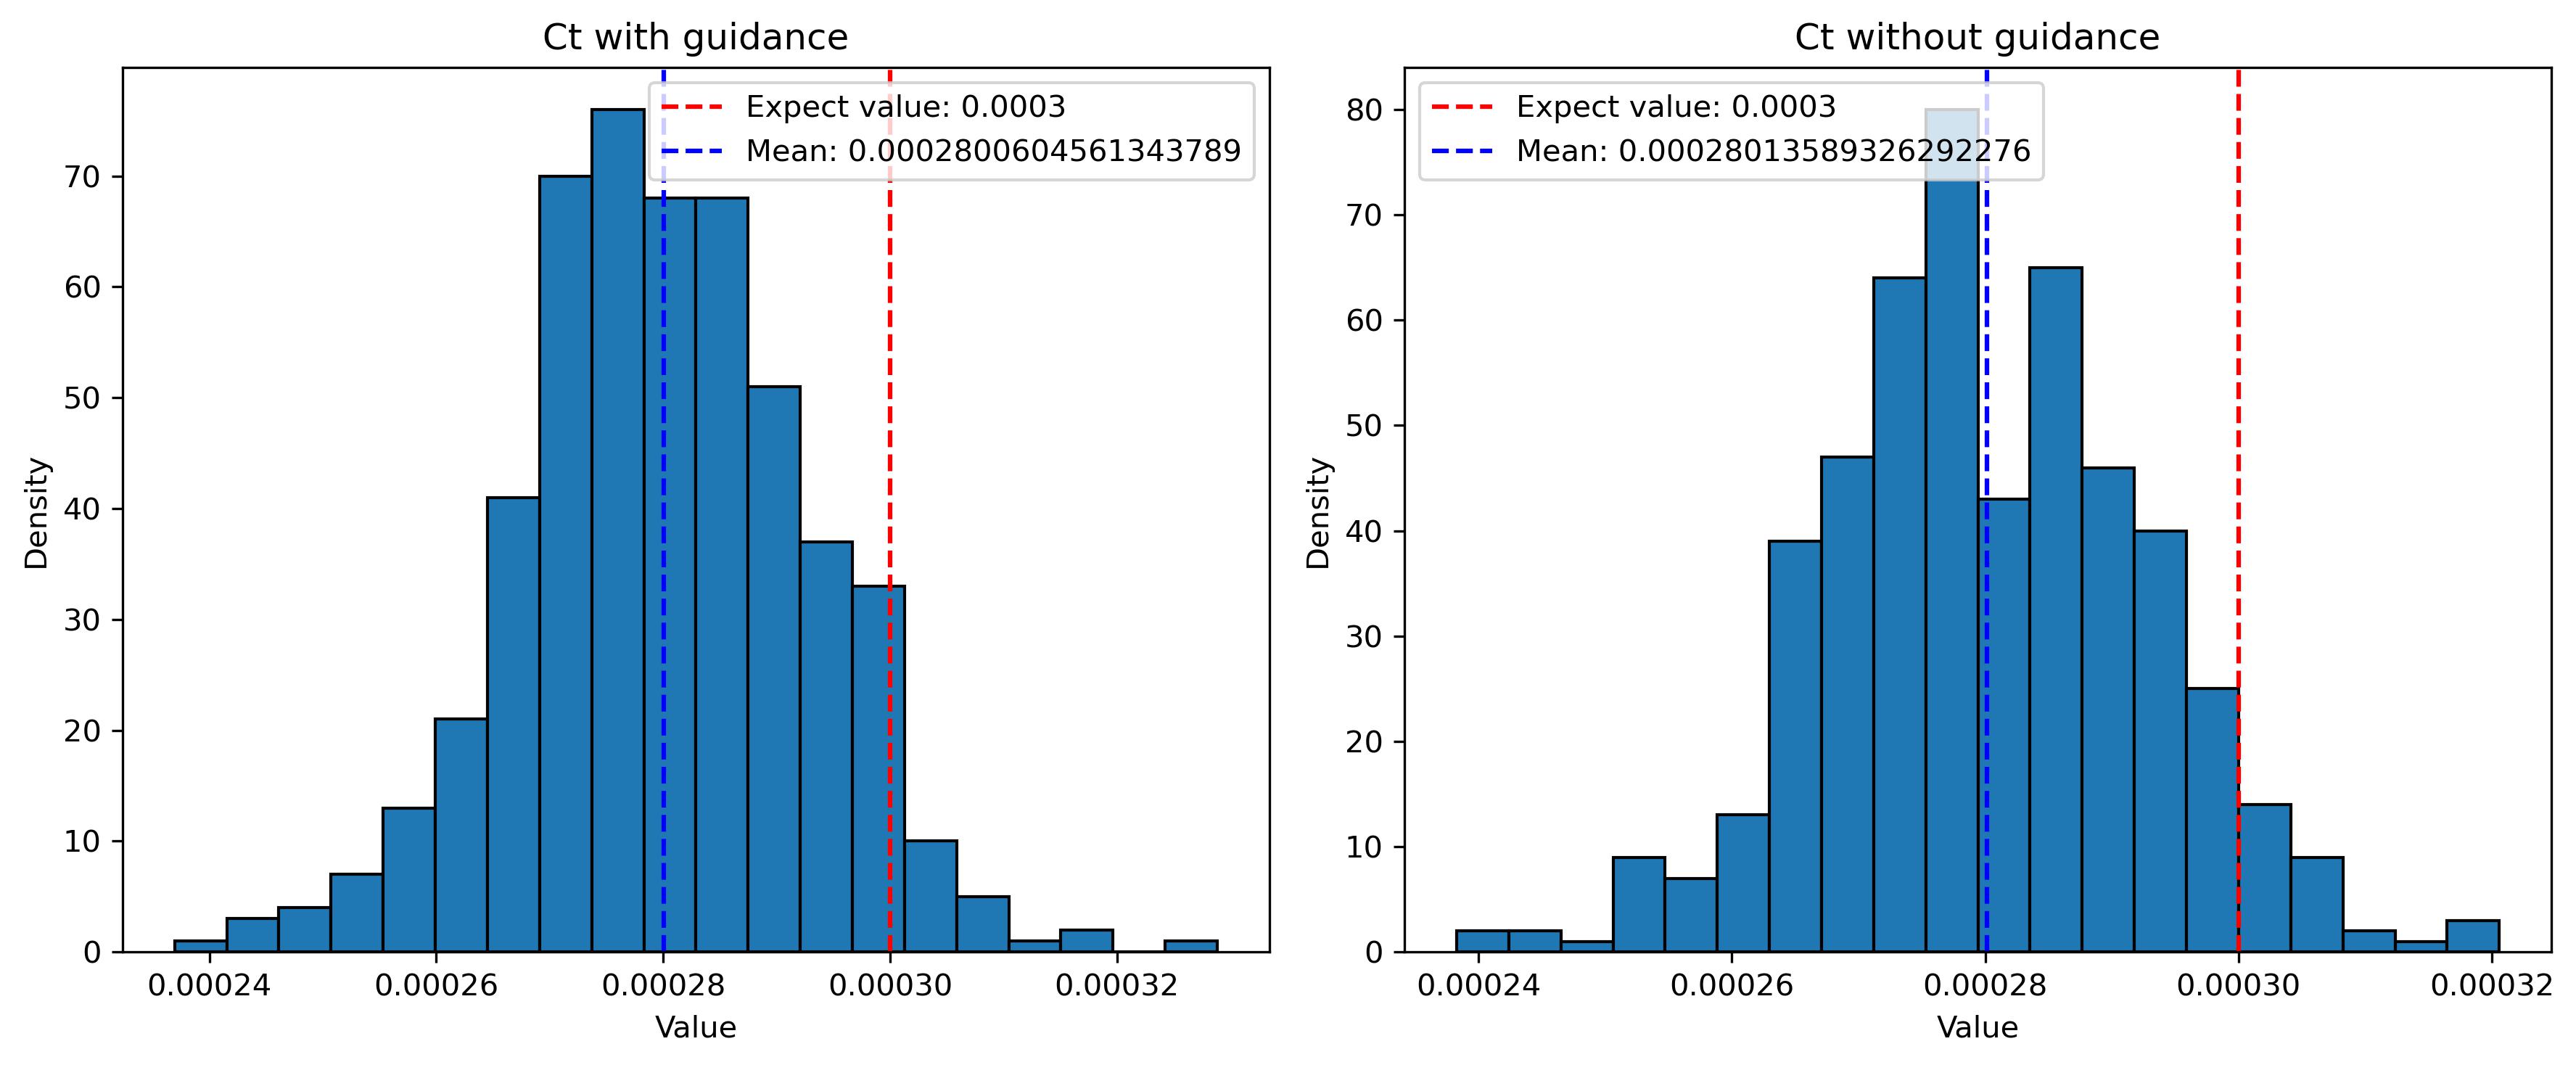 Ct with guidance
Expect value: 0.0003
Mean: 0.0002800604561343789
Density
70
60
50
40
30
20
10
0
0.00024 0.00026 0.00028 0.00030 0.00032
Value
Ct without guidance
Expect value: 0.0003
Mean: 0.00028013589326292276
Density
80
70
60
50
40
30
20
10
0
0.00024 0.00026 0.00028 0.00030 0.00032
Value